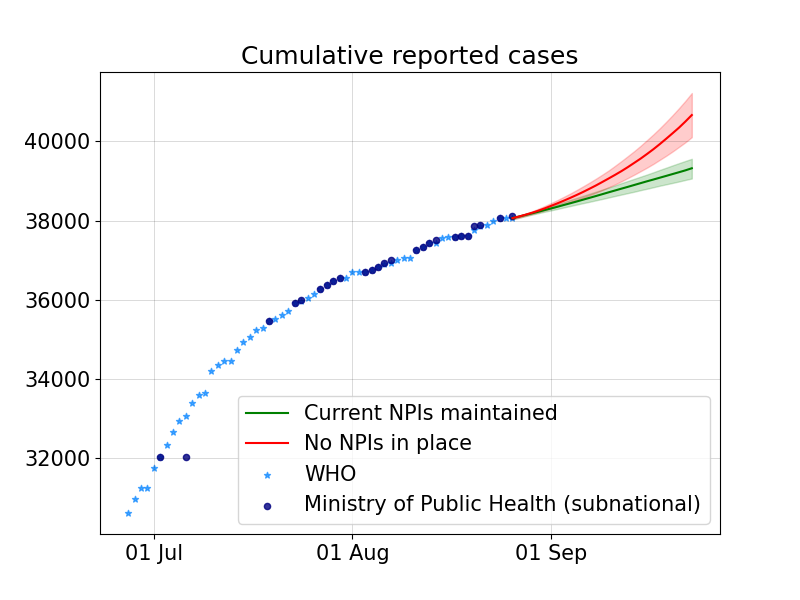 Cumulative reported cases
40000
38000
36000
34000
32000
Current NPIs maintained
No NPIs in place
WHO
Ministry of Public Health (subnational)
01 Jul
01 Aug
01 Sep